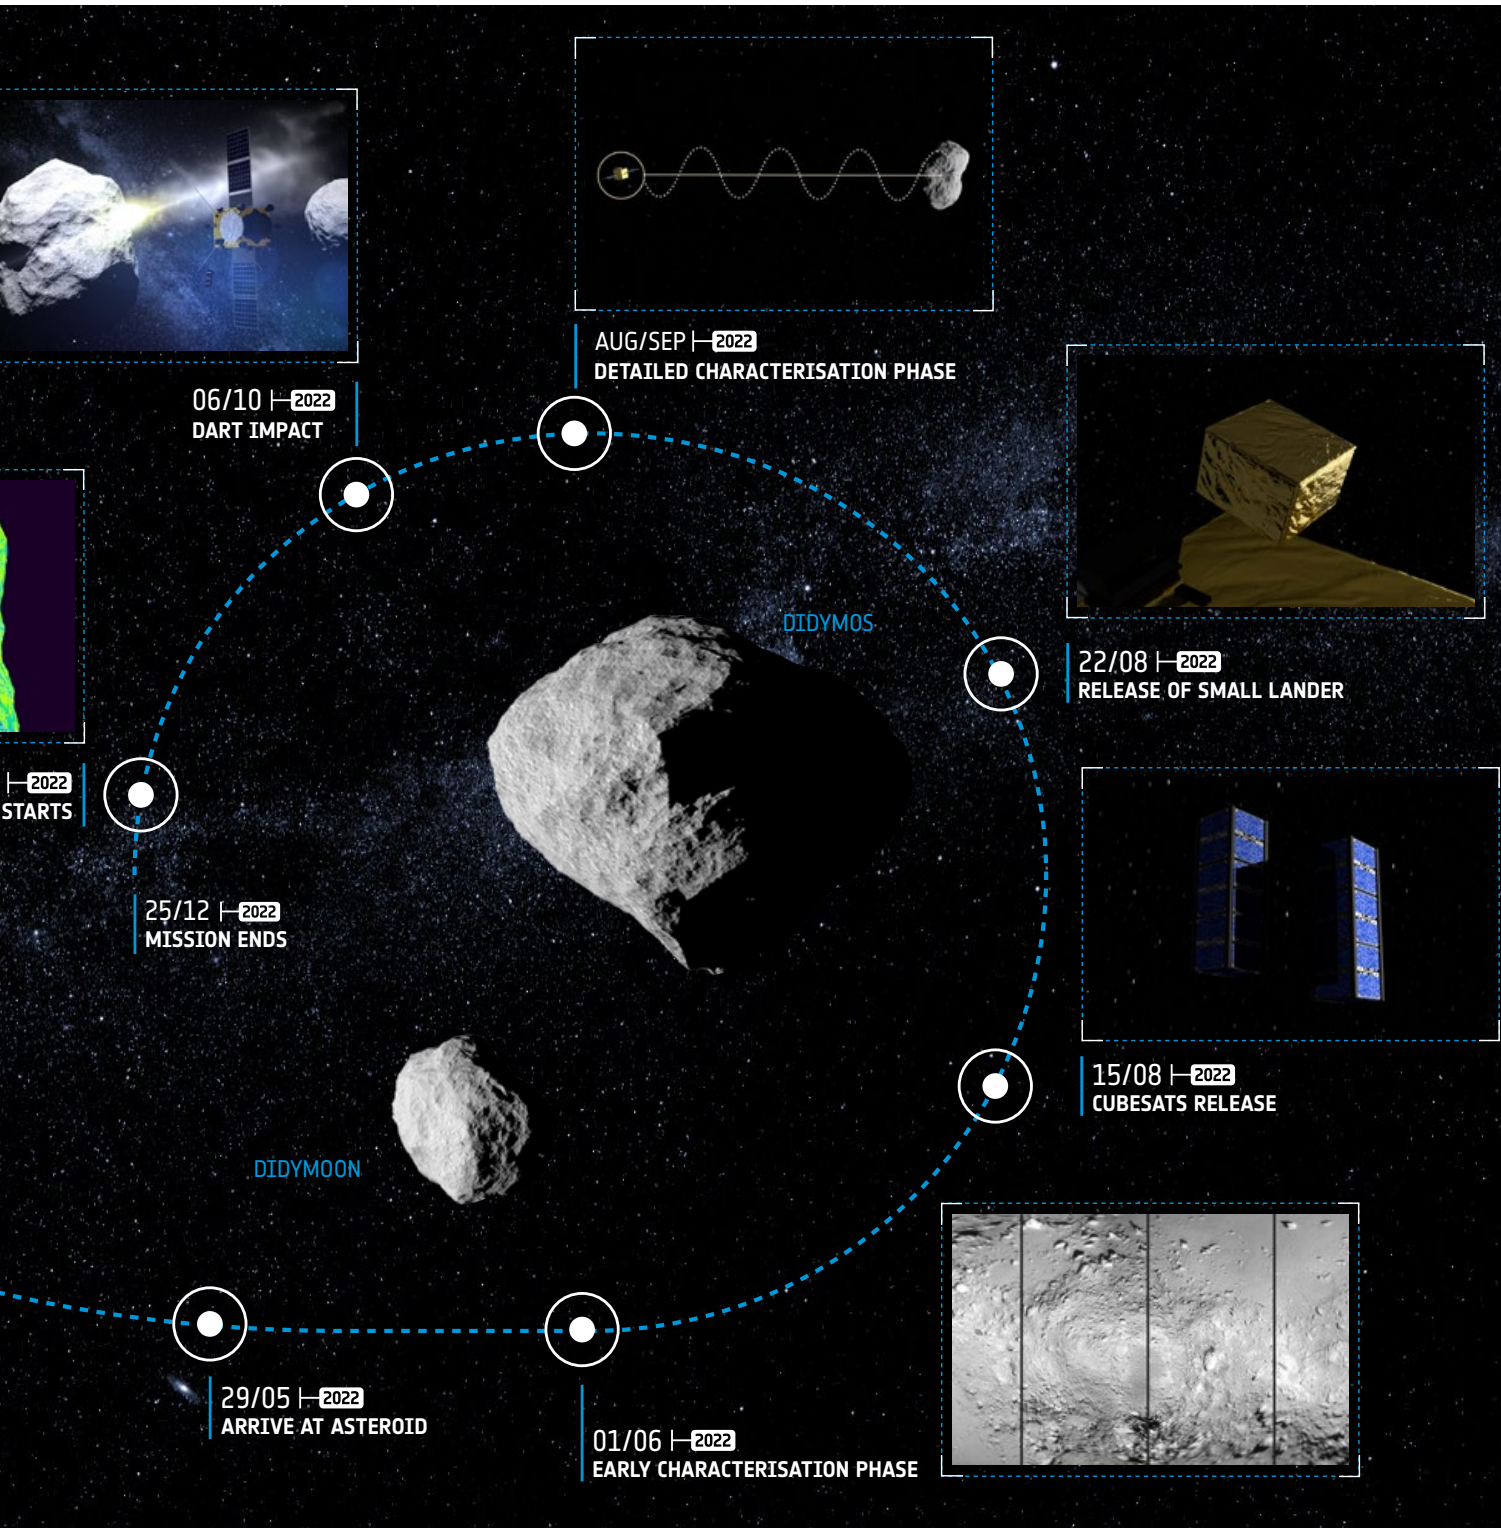 AUG/SEP 2022
DETAILED CHARACTERISATION PHASE
06/10 2022
DART IMPACT
DIDYMOS
22/08 2022
RELEASE OF SMALL LANDER
2022
STARTS
25/12 2022
MISSION ENDS
15/08 2022
CUBESATS RELEASE
DIDYMOON
29/05 2022
ARRIVE AT ASTEROID
01/06 2022
EARLY CHARACTERISATION PHASE